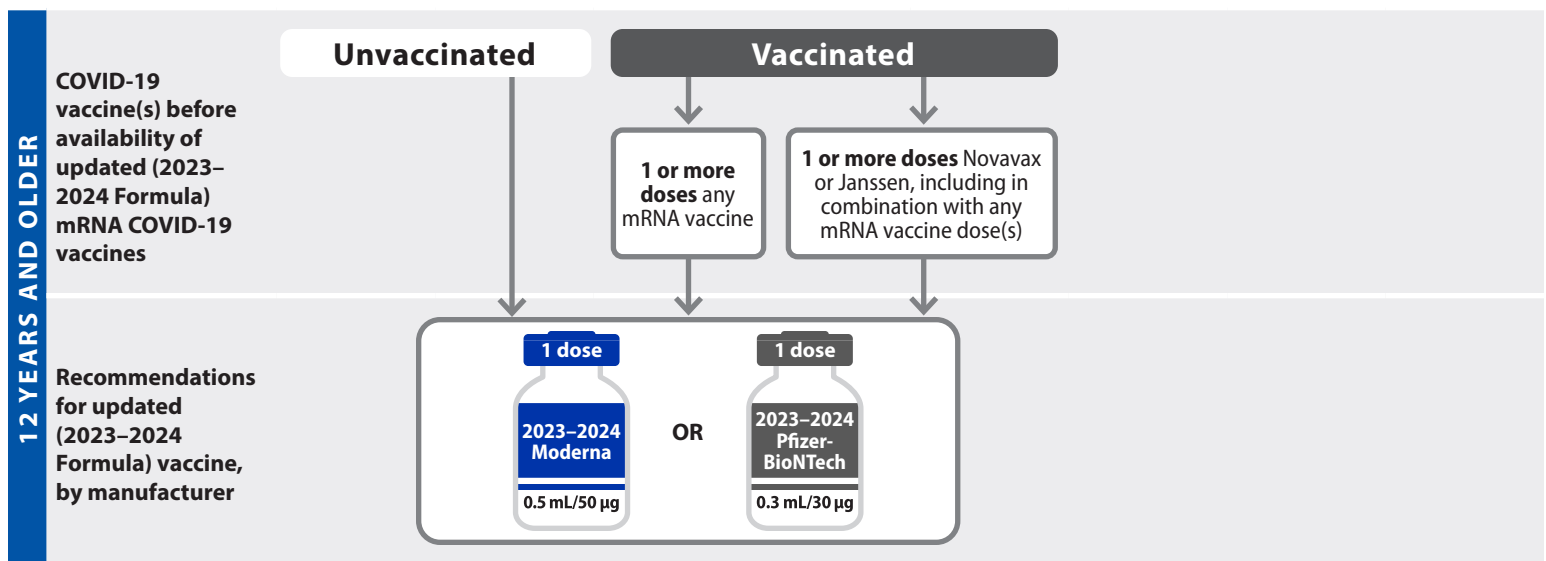 12 YEARS AND OLDER
COVID-19
vaccine(s) before
availability of
updated (2023–
2024 Formula)
mRNA COVID-19
vaccines
Unvaccinated
Vaccinated
1 or more
doses any
mRNA vaccine
1 or more doses Novavax
or Janssen, including in
combination with any
mRNA vaccine dose(s)
Recommendations
for updated
(2023–2024
Formula) vaccine,
by manufacturer
1 dose
2023–2024
Moderna
0.5 mL/50 µg
OR
1 dose
2023–2024
Pfizer-
BioNTech
0.3 mL/30 µg